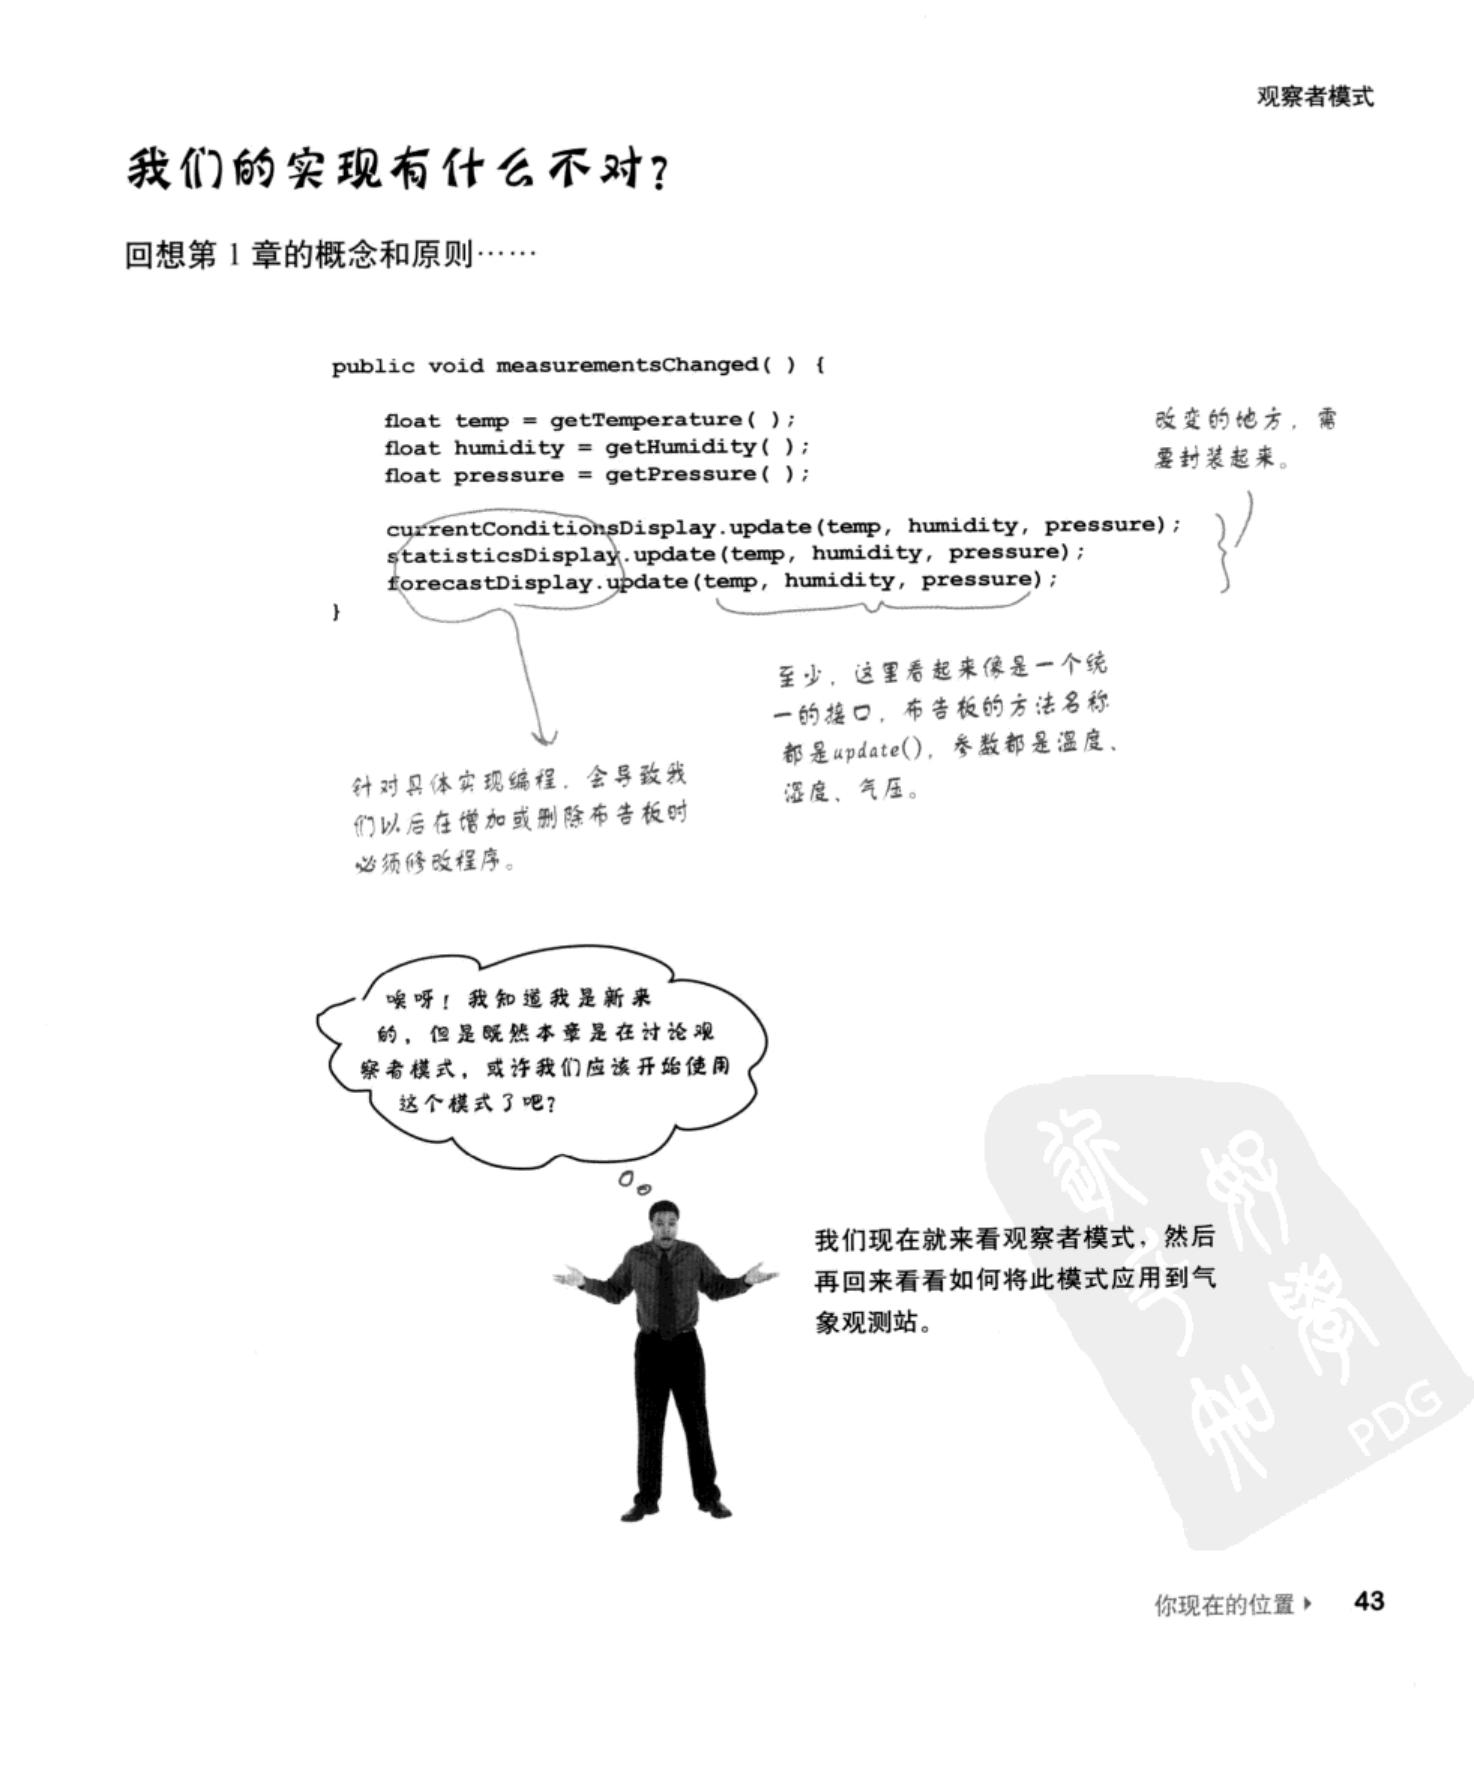 观察者模式
我们的实现有什么不对？
回想第 1 章的概念和原则……
public void measurementsChanged( ) {
float temp = getTemperature( );
float humidity = getHumidity( );
float pressure = getPressure( );
改变的地方，需
要封装起来。
currentConditionsDisplay.update(temp, humidity, pressure);
statisticsDisplay.update(temp, humidity, pressure);
forecastDisplay.update(temp, humidity, pressure);
}
至少，这里看起来像是一个统
一的接口，布告板的方法名称
都是update()，参数都是温度、
湿度、气压。
针对具体实现编程，会导致我
们以后在增加或删除布告板时
必须修改程序。
唉呀！我知道我是新来
的，但是既然本章是在讨论观
察者模式，或许我们应该开始使用
这个模式了吧？
我们现在就来看观察者模式，然后
再回来看看如何将此模式应用到气
象观测站。
PDG
你现在的位置 43